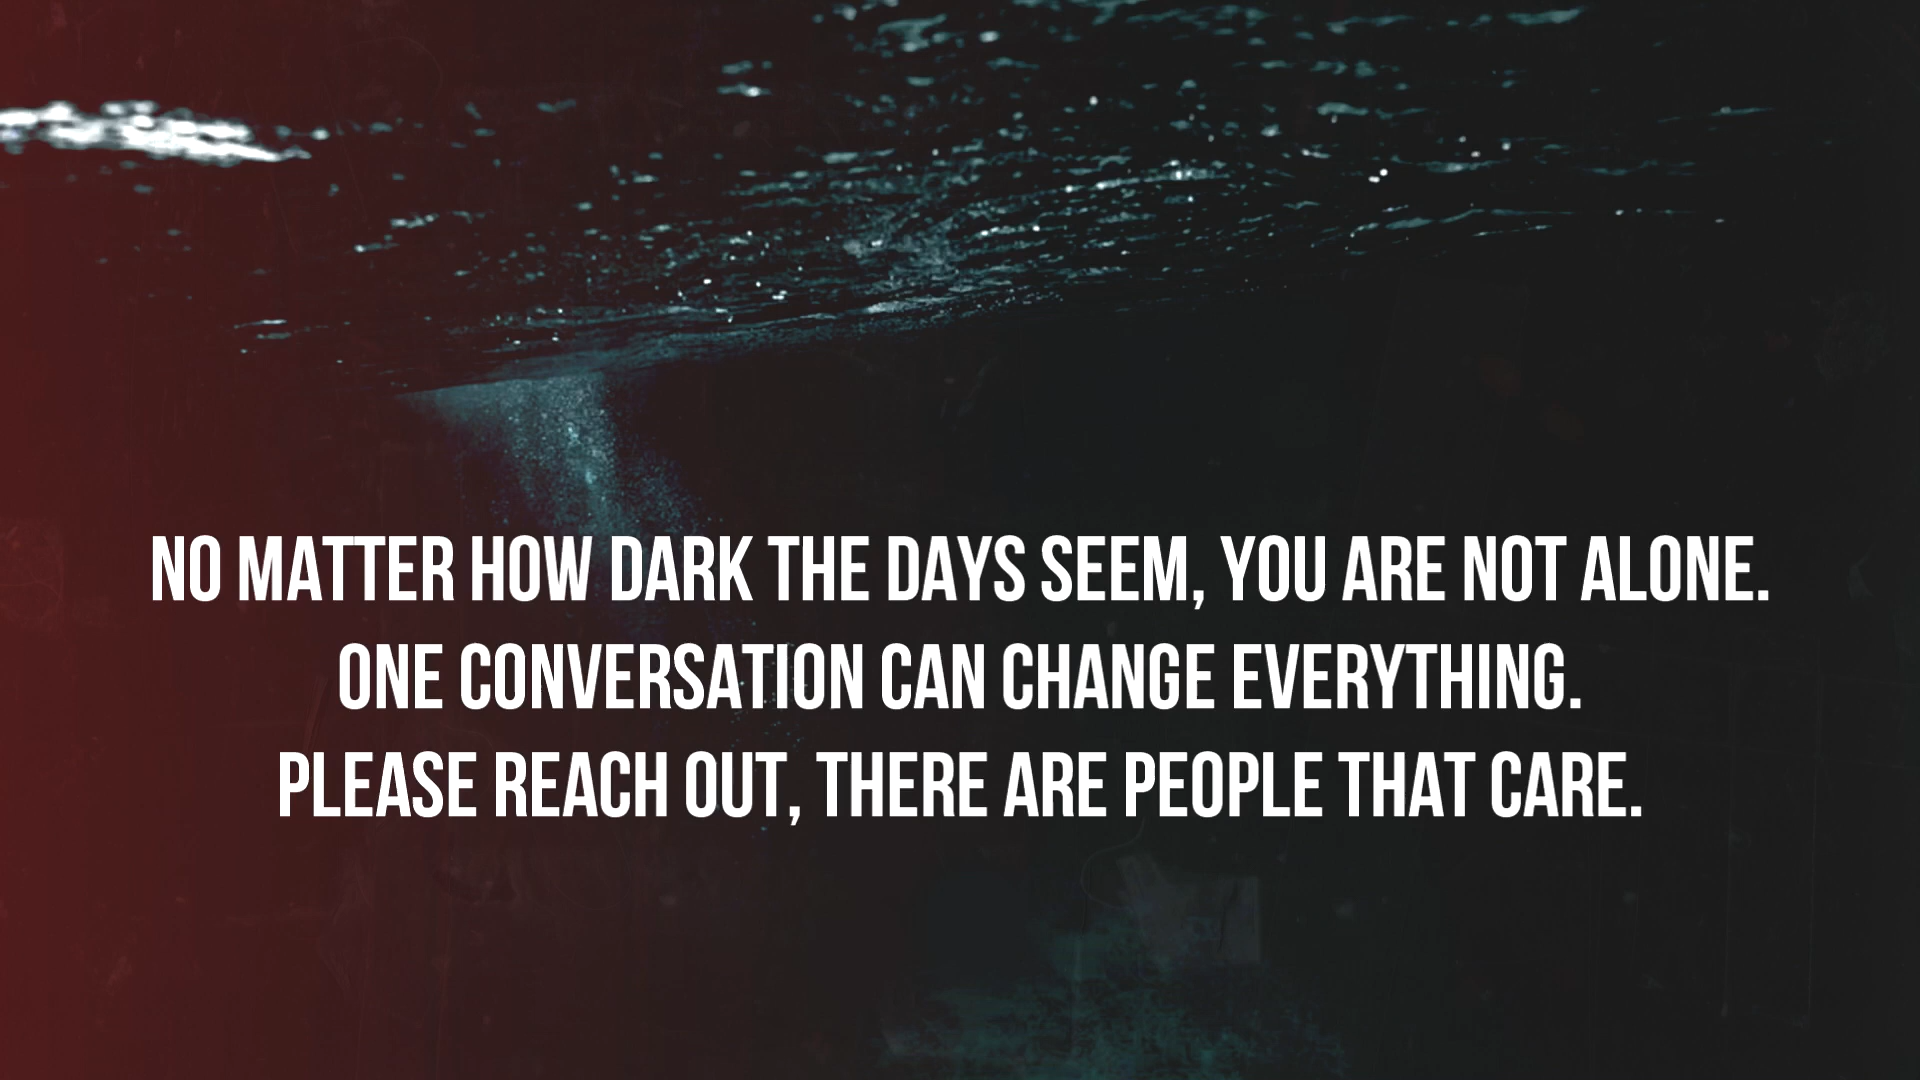 NO MATTER HOW DARK THE DAYS SEEM, YOU ARE NOT ALONE.
ONE CONVERSATION CAN CHANGE EVERYTHING.
PLEASE REACH OUT, THERE ARE PEOPLE THAT CARE.